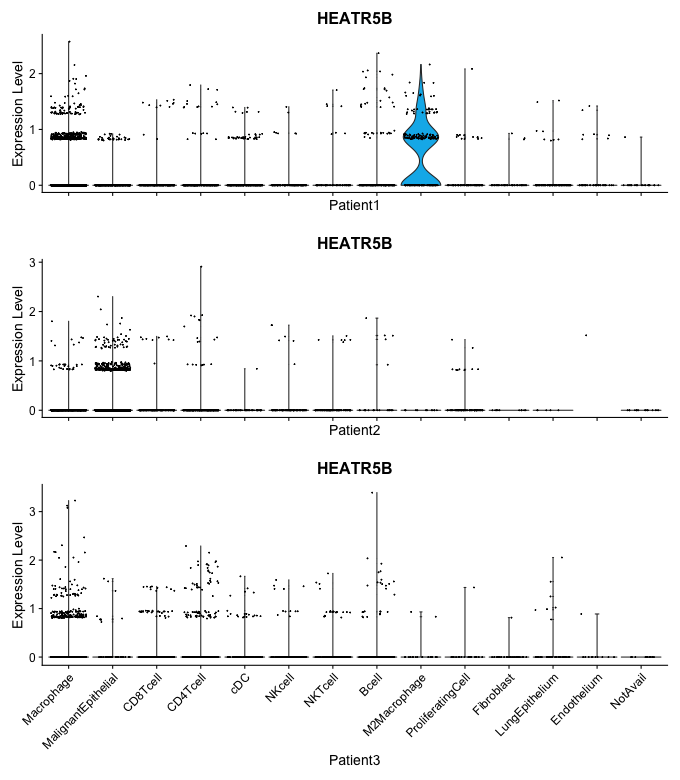 HEATR5B
Expression Level
2
1
0
Patient1
HEATR5B
Expression Level
3
2
1
0
Patient2
HEATR5B
Expression Level
3
2
1
0
Macrophage
MalignantEpithelial
CD8Tcell
CD4Tcell
cDC
NKcell
NKTcell
Bcell
M2Macrophage
ProliferatingCell
Fibroblast
LungEpithelium
Endothelium
NotAvail
Patient3